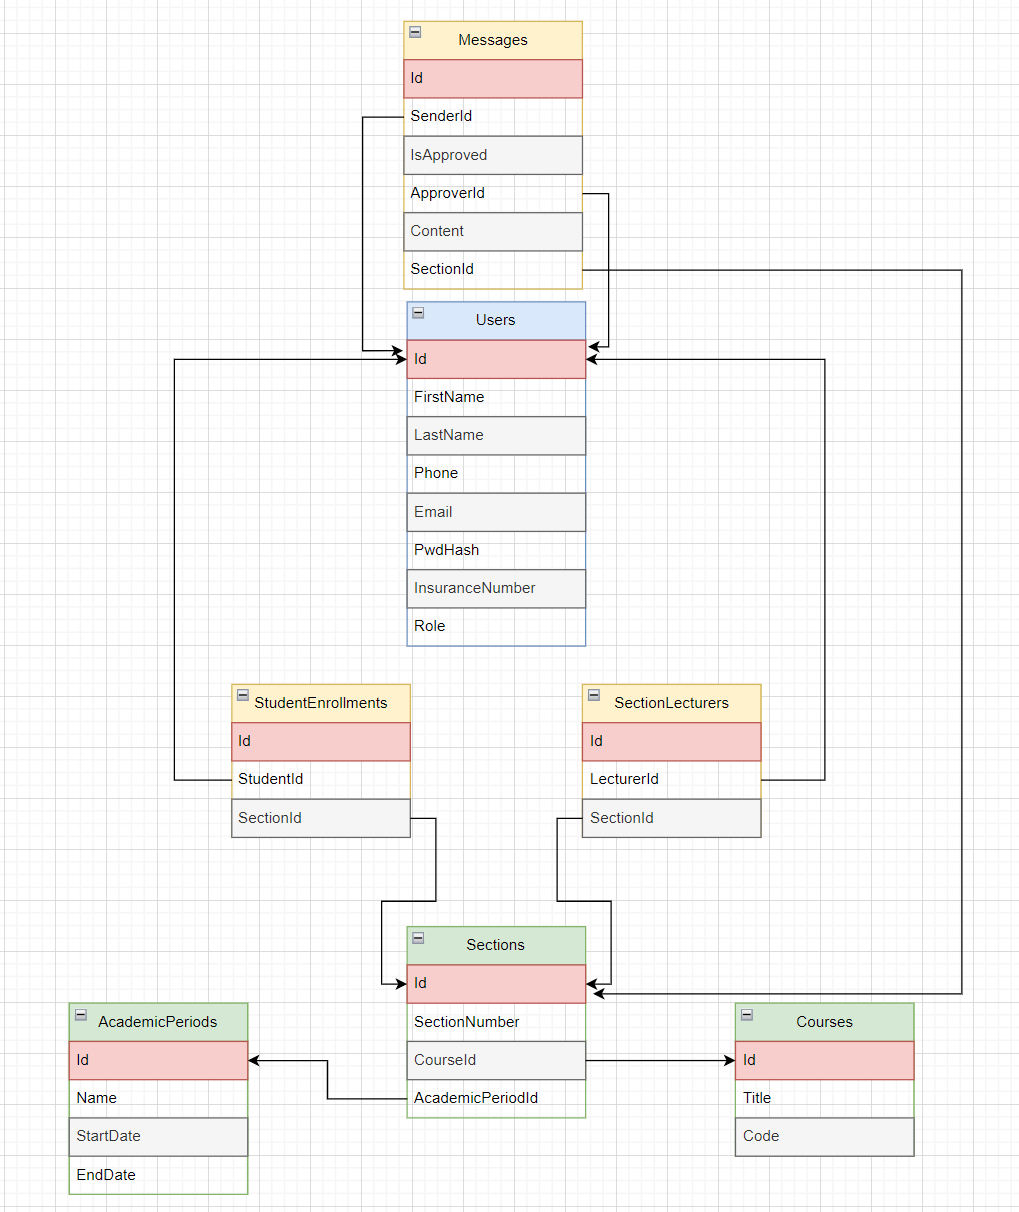 Messages
Id
SenderId
IsApproved
ApproverId
Content
SectionId
Users
Id
FirstName
LastName
Phone
Email
PwdHash
InsuranceNumber
Role
StudentEnrollments
Id
StudentId
SectionId
SectionLecturers
Id
LecturerId
SectionId
Sections
Id
SectionNumber
CourseId
AcademicPeriodId
AcademicPeriods
Id
Name
StartDate
EndDate
Courses
Id
Title
Code